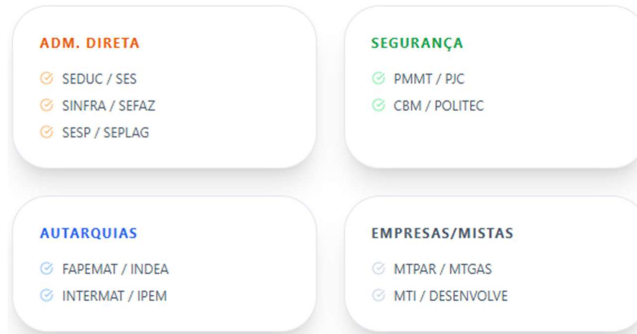 ADM. DIRETA
SEDUC / SES
SINFRA / SEFAZ
SESP / SEPLAG
SEGURANÇA
PMMT / PJC
CBM / POLITEC
AUTARQUIAS
FAPEMAT / INDEA
INTERMAT / IPEM
EMPRESAS/MISTAS
MTPAR / MTGAS
MTI / DESENVOLVE